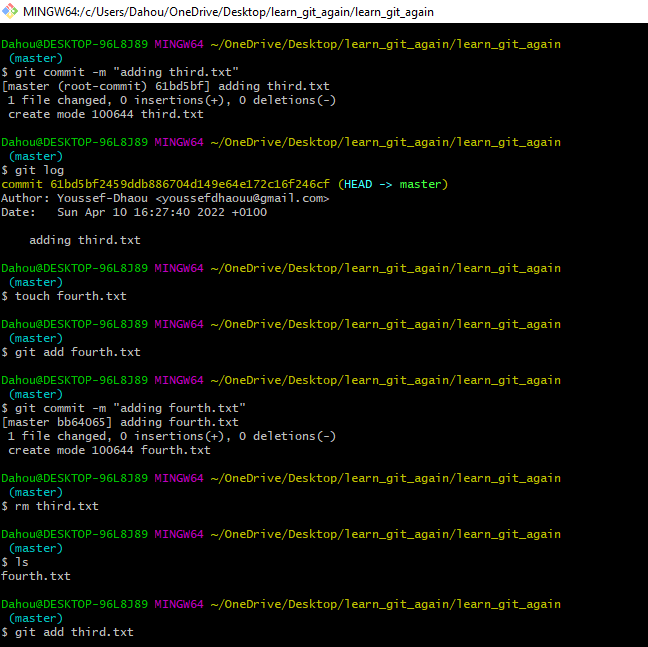 MINGW64:/c/Users/Dahou/OneDrive/Desktop/learn_git_again/learn_git_again
Dahou@DESKTOP-96L8J89 MINGW64 ~/OneDrive/Desktop/learn_git_again/learn_git_again
(master)
$ git commit -m "adding third.txt"
[master (root-commit) 61bd5bf] adding third.txt
1 file changed, 0 insertions(+), 0 deletions(-)
create mode 100644 third.txt
Dahou@DESKTOP-96L8J89 MINGW64 ~/OneDrive/Desktop/learn_git_again/learn_git_again
(master)
$ git log
commit 61bd5bf2459ddb886704d149e64e172c16f246cf (HEAD -> master)
Author: Youssef-Dhaou <youssefdhaouu@gmail.com>
Date:   Sun Apr 10 16:27:40 2022 +0100
adding third.txt
Dahou@DESKTOP-96L8J89 MINGW64 ~/OneDrive/Desktop/learn_git_again/learn_git_again
(master)
$ touch fourth.txt
Dahou@DESKTOP-96L8J89 MINGW64 ~/OneDrive/Desktop/learn_git_again/learn_git_again
(master)
$ git add fourth.txt
Dahou@DESKTOP-96L8J89 MINGW64 ~/OneDrive/Desktop/learn_git_again/learn_git_again
(master)
$ git commit -m "adding fourth.txt"
[master bb64065] adding fourth.txt
1 file changed, 0 insertions(+), 0 deletions(-)
create mode 100644 fourth.txt
Dahou@DESKTOP-96L8J89 MINGW64 ~/OneDrive/Desktop/learn_git_again/learn_git_again
(master)
$ rm third.txt
Dahou@DESKTOP-96L8J89 MINGW64 ~/OneDrive/Desktop/learn_git_again/learn_git_again
(master)
$ ls
fourth.txt
Dahou@DESKTOP-96L8J89 MINGW64 ~/OneDrive/Desktop/learn_git_again/learn_git_again
(master)
$ git add third.txt